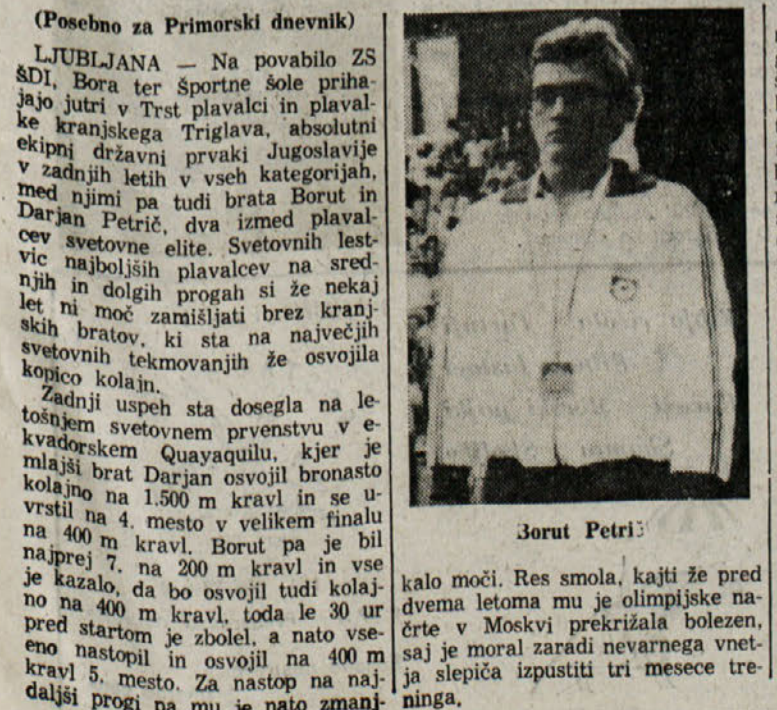 (Posebno za Primorski dnevnik)
LJUBLJANA — Na povabilo ZS
ŠDI, Bora ter Športne šole priha-
jajo jutri v Trst plavalci in plaval-
ke kranjskega Triglava, absolutni
ekipni državni prvaki Jugoslavije
v zadnjih letih v vseh kategorijah,
med njimi pa tudi brata Borut in
Darjan Petrič, dva izmed plaval-
cev svetovne elite. Svetovnih lest-
vic najboljših plavalcev na sred-
njih in dolgih progah si že nekaj
let ni moč zamišljati brez kranj-
skih bratov, ki sta na največjih
svetovnih tekmovanjih že osvojila
kopico kolajn.
Zadnji uspeh sta dosegla na le-
tošnjem svetovnem prvenstvu v e-
kvadorskem Quayaquilu, kjer je
mlajši brat Darjan osvojil bronasto
kolajno na 1.500 m kravl in se u-
vrstil na 4. mesto v velikem finalu
na 400 m kravl. Borut pa je bil
najprej 7. na 200 m kravl in vse
je kazalo, da bo osvojil tudi kolaj-
no na 400 m kravl, toda le 30 ur
pred startom je zbolel, a nato vse-
eno nastopil in osvojil na 400 m
kravl 5. mesto. Za nastop na naj-
daljši progi pa mu je nato zmanj-
Borut Petrič
kalo moči. Res smola, kajti že pred
dvema letoma mu je olimpijske na-
črte v Moskvi prekrižala bolezen,
saj je moral zaradi nevarnega vnet-
ja slepiča izpustiti tri mesece tre-
ninga.